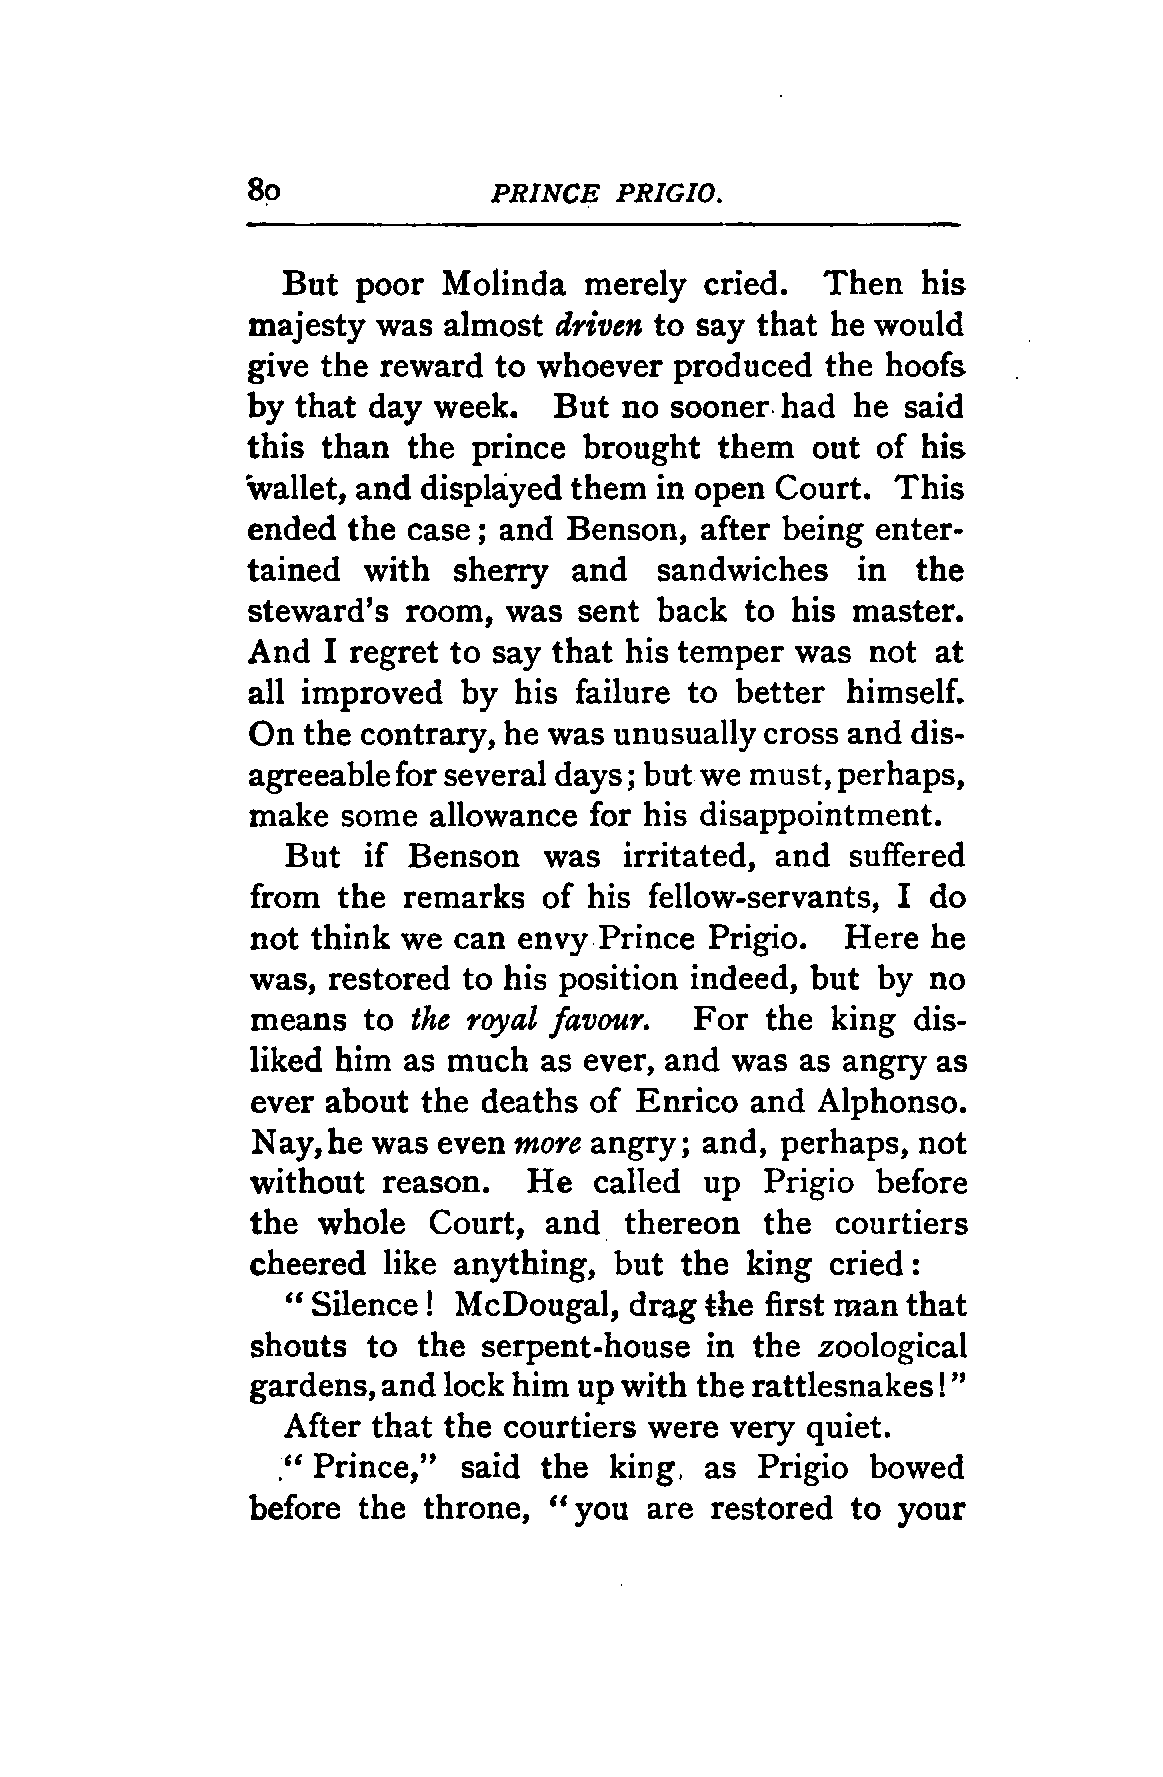 80 PRINCE PRIGIO.
But poor Molinda merely cried. Then his
majesty was almost driven to say that he would
give the reward to whoever produced the hoofs
by that day week. But no sooner had he said
this than the prince brought them out of his
wallet, and displayed them in open Court. This
ended the case; and Benson, after being enter-
tained with sherry and sandwiches in the
steward's room, was sent back to his master.
And I regret to say that his temper was not at
all improved by his failure to better himself.
On the contrary, he was unusually cross and dis-
agreeable for several days; but we must, perhaps,
make some allowance for his disappointment.
But if Benson was irritated, and suffered
from the remarks of his fellow-servants, I do
not think we can envy Prince Prigio. Here he
was, restored to his position indeed, but by no
means to the royal favour. For the king dis-
liked him as much as ever, and was as angry as
ever about the deaths of Enrico and Alphonso.
Nay, he was even more angry; and, perhaps, not
without reason. He called up Prigio before
the whole Court, and thereon the courtiers
cheered like anything, but the king cried:
"Silence! McDougal, drag the first man that
shouts to the serpent-house in the zoological
gardens, and lock him up with the rattlesnakes!"
After that the courtiers were very quiet.
"Prince," said the king, as Prigio bowed
before the throne, "you are restored to your